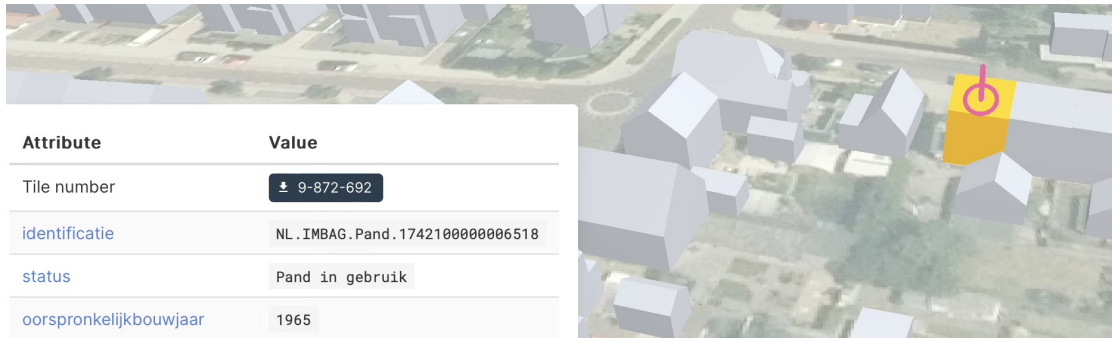 Attribute Value
Tile number 9-872-692
identificatie NL.IMBAG.Pand.1742100000006518
status Pand in gebruik
oorspronkelijkbouwjaar 1965